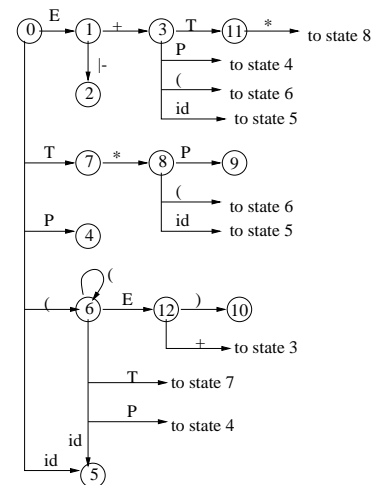 E + T *
0 1 3 11 to state 8
P
to state 4
|- (
2 to state 6
id
to state 5
T * P
7 8 9
(
to state 6
id
P to state 5
4
(
( E )
6 12 10
+
to state 3
T
to state 7
P
to state 4
id
id
5